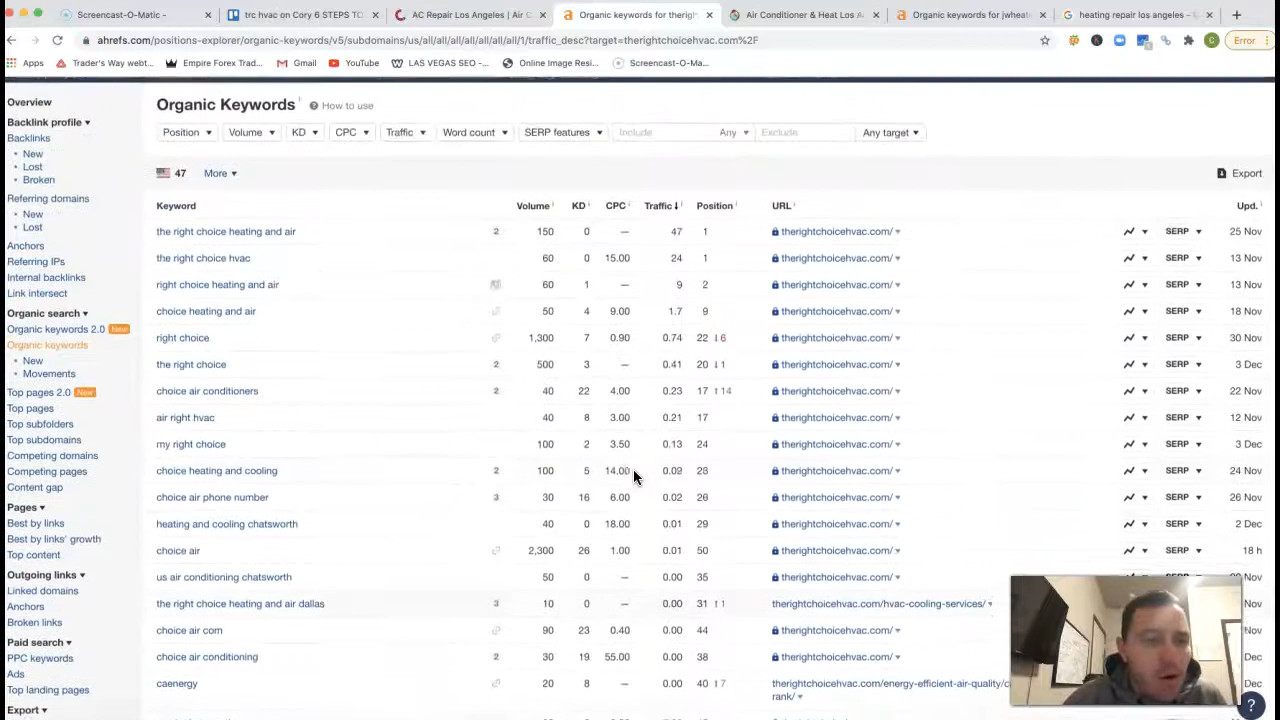 Screencast-O-Matic -
trc hvac on Cory 6 STEPS TO
AC Repair Los Angeles | Air C
Organic keywords for therigh
Air Conditioner & Heat Los A
Organic keywords for jwheatin
heating repair los angeles –
ahrefs.com/positions-explorer/organic-keywords/v5/subdomains/us/all/all/all/all/all/all/all/1/traffic_desc?target=therightchoicehvac.com%2F
C
Error
Apps
Trader's Way webt...
Empire Forex Trad...
Gmail
YouTube
LAS VEGAS SEO -...
Online Image Resi...
Screencast-O-Ma...
Overview
Backlink profile
Backlinks
New
Lost
Broken
Referring domains
New
Lost
Anchors
Referring IPs
Internal backlinks
Link intersect
Organic search
Organic keywords 2.0 New
Organic keywords
New
Movements
Top pages 2.0 New
Top pages
Top subfolders
Top subdomains
Competing domains
Competing pages
Content gap
Pages
Best by links
Best by links' growth
Top content
Outgoing links
Linked domains
Anchors
Broken links
Paid search
PPC keywords
Ads
Top landing pages
Export
Organic Keywords How to use
Position Volume KD CPC Traffic Word count SERP features Include Any Exclude Any target
47 More Export
Keyword Volume KD CPC Traffic Position URL Upd.
the right choice heating and air 2 150 0 — 47 1 therightchoicehvac.com/ SERP 25 Nov
the right choice hvac 60 0 15.00 24 1 therightchoicehvac.com/ SERP 13 Nov
right choice heating and air 60 1 — 9 2 therightchoicehvac.com/ SERP 13 Nov
choice heating and air 50 4 9.00 1.7 9 therightchoicehvac.com/ SERP 18 Nov
right choice 1,300 7 0.90 0.74 22 ↓6 therightchoicehvac.com/ SERP 30 Nov
the right choice 500 3 — 0.41 20 ↓1 therightchoicehvac.com/ SERP 3 Dec
choice air conditioners 2 40 22 4.00 0.23 17 ↑14 therightchoicehvac.com/ SERP 22 Nov
air right hvac 40 8 3.00 0.21 17 therightchoicehvac.com/ SERP 12 Nov
my right choice 100 2 3.50 0.13 24 therightchoicehvac.com/ SERP 3 Dec
choice heating and cooling 2 100 5 14.00 0.02 therightchoicehvac.com/ SERP 24 Nov
choice air phone number 3 30 16 6.00 0.02 26 therightchoicehvac.com/ SERP 26 Nov
heating and cooling chatsworth 40 0 18.00 0.01 29 therightchoicehvac.com/ SERP 2 Dec
choice air 2,300 26 1.00 0.01 50 therightchoicehvac.com/ SERP 18 h
us air conditioning chatsworth 50 0 — 0.00 35 therightchoicehvac.com/ SERP Nov
the right choice heating and air dallas 3 10 0 — 0.00 31 ↑1 therightchoicehvac.com/hvac-cooling-services/ Nov
choice air com 90 23 0.40 0.00 44 therightchoicehvac.com/ Nov
choice air conditioning 2 30 19 55.00 0.00 38 therightchoicehvac.com/ Dec
caenergy 20 8 — 0.00 40 ↑7 therightchoicehvac.com/energy-efficient-air-quality/ Dec
rank/
?